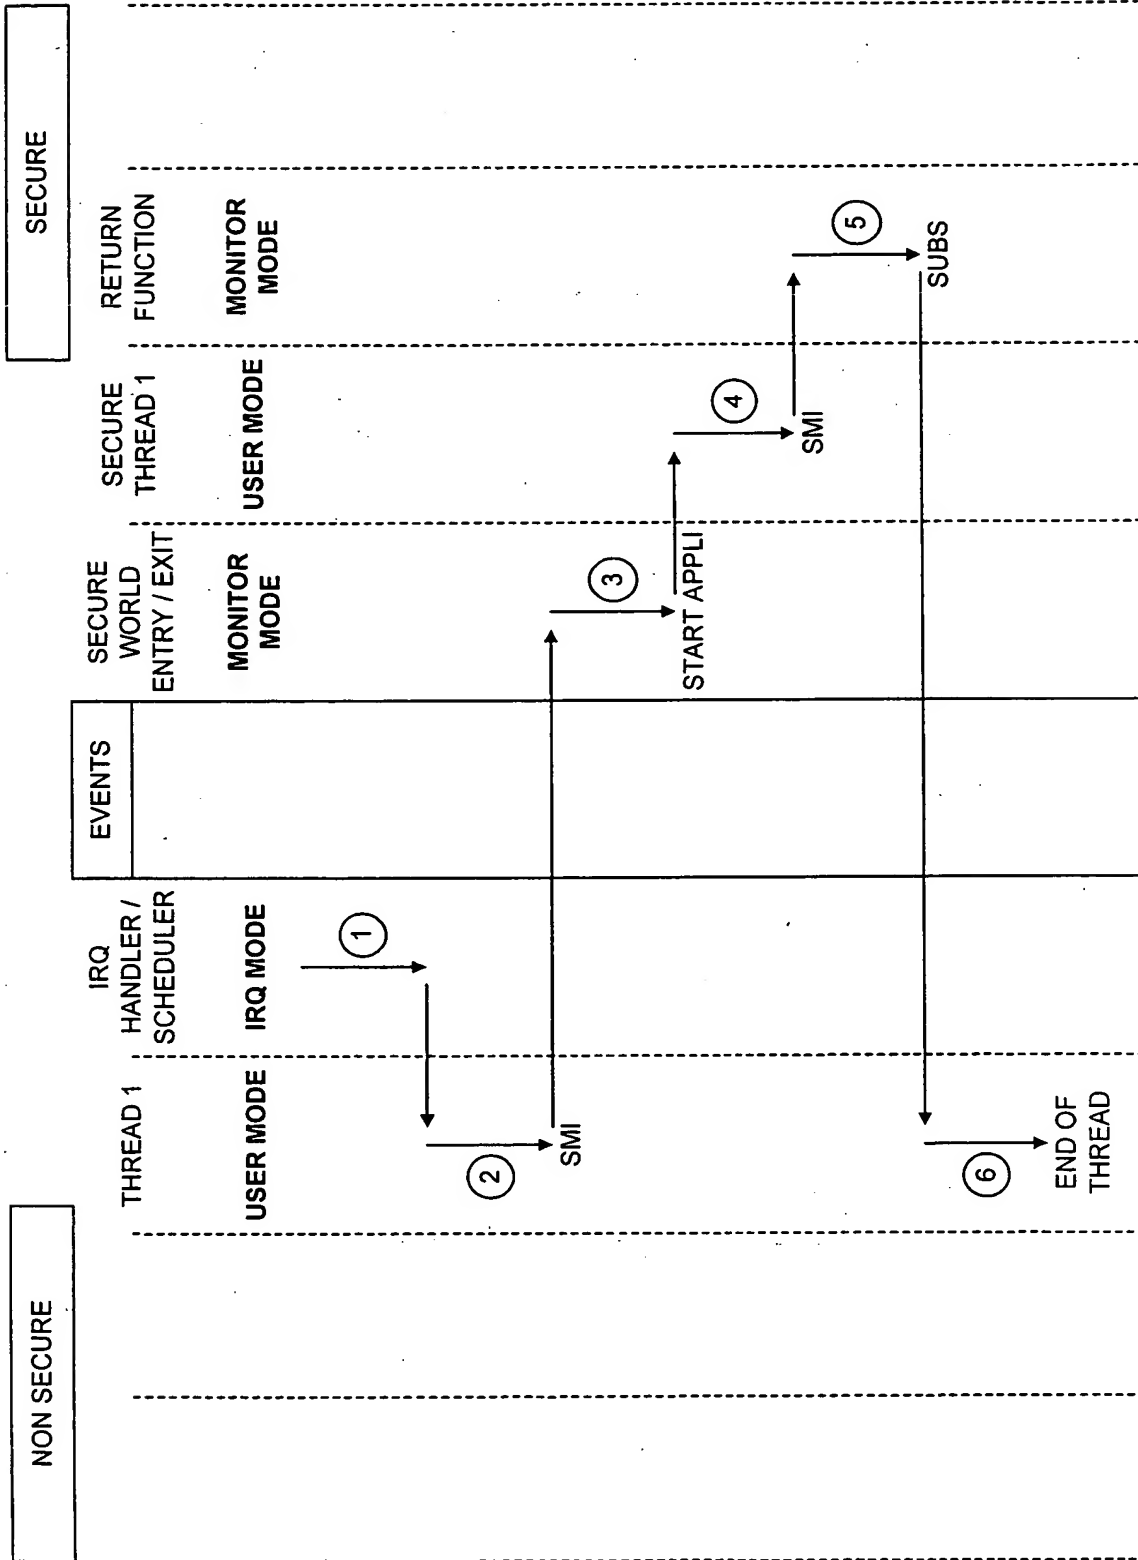 NON SECURE
SECURE
EVENTS
THREAD 1
USER MODE
IRQ
HANDLER /
SCHEDULER
IRQ MODE
SECURE
WORLD
ENTRY / EXIT
MONITOR
MODE
SECURE
THREAD 1
USER MODE
RETURN
FUNCTION
MONITOR
MODE
1
2
SMI
3
START APPLI
4
SMI
5
SUBS
6
END OF
THREAD